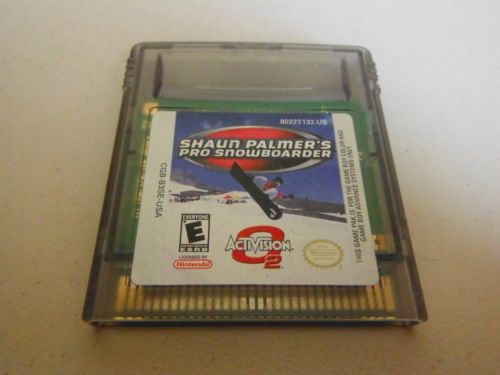 80227.132.US
SHAUN PALMER'S
PRO SNOWBOARDER
CGB-B3SE-USA
THIS GAME PAK IS FOR THE GAME BOY COLOR AND
GAME BOY ADVANCE SYSTEMS ONLY.
EVERYONE
E
ESRB
LICENSED BY
Nintendo
ACTIVISION
O2